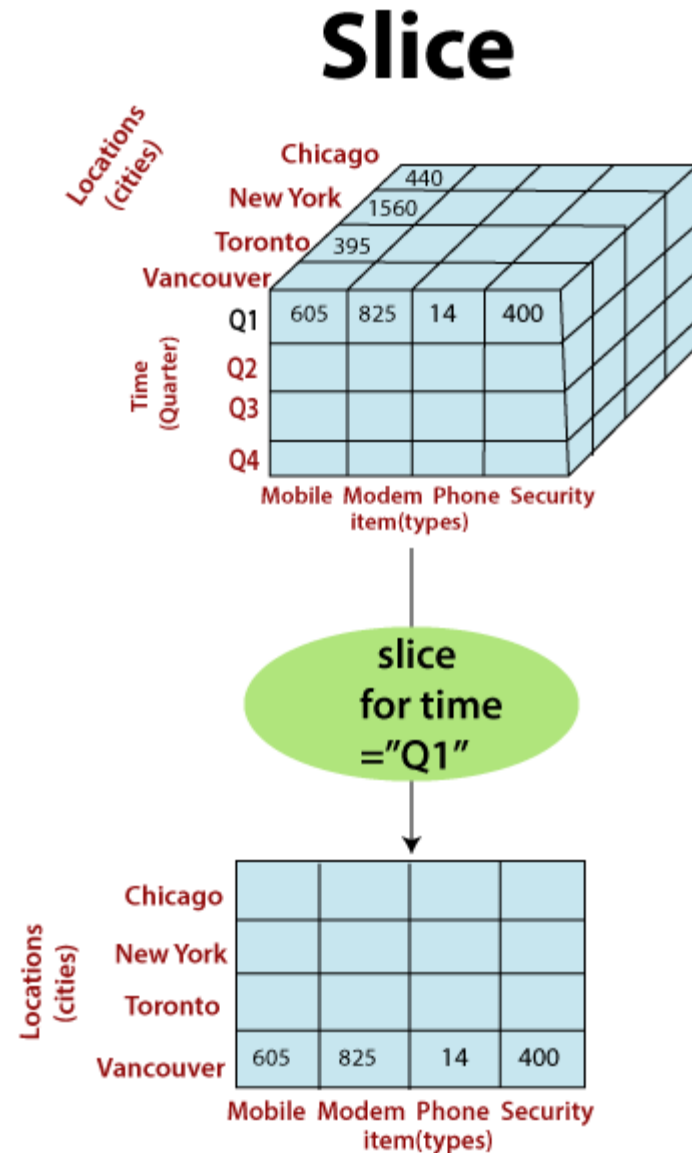 Slice
Locations
(cities)
Chicago
440
New York
1560
Toronto
395
Vancouver
Q1 605 825 14 400
Time
(Quarter)
Q2
Q3
Q4
Mobile Modem Phone Security
item(types)
slice
for time
="Q1"
Locations
(cities)
Chicago
New York
Toronto
Vancouver 605 825 14 400
Mobile Modem Phone Security
item(types)